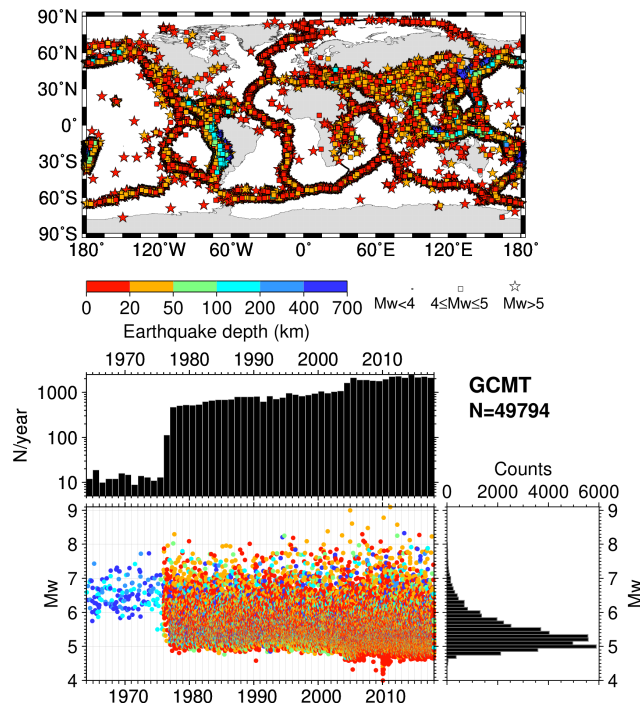 90˚N
60˚N
30˚N
0˚
30˚S
60˚S
90˚S
180˚ 120˚W 60˚W 0˚ 60˚E 120˚E 180˚
0 20 50 100 200 400 700
Earthquake depth (km)
Mw<4 4≤Mw≤5 Mw>5
1970 1980 1990 2000 2010
N/year
1000
100
10
GCMT
N=49794
Counts
0 2000 4000 6000
Mw
9
8
7
6
5
4
1970 1980 1990 2000 2010
9
8
7
6
5
4
Mw